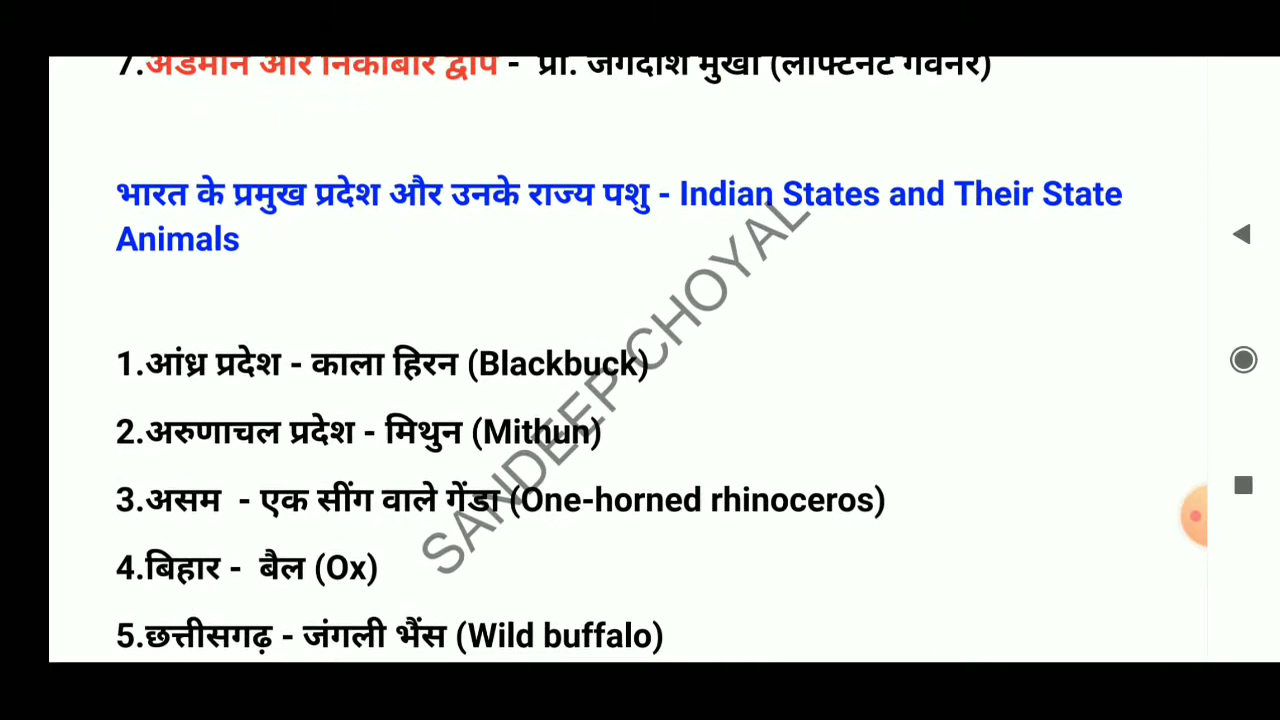 7.अंडमान और निकोबार द्वीप - प्रो. जगदीश मुखी (लेफ्टिनेंट गवर्नर)
भारत के प्रमुख प्रदेश और उनके राज्य पशु - Indian States and Their State
Animals
1.आंध्र प्रदेश - काला हिरन (Blackbuck)
2.अरुणाचल प्रदेश - मिथुन (Mithun)
3.असम - एक सींग वाले गेंडा (One-horned rhinoceros)
4.बिहार - बैल (Ox)
5.छत्तीसगढ़ - जंगली भैंस (Wild buffalo)
SANDEEP CHOYAL